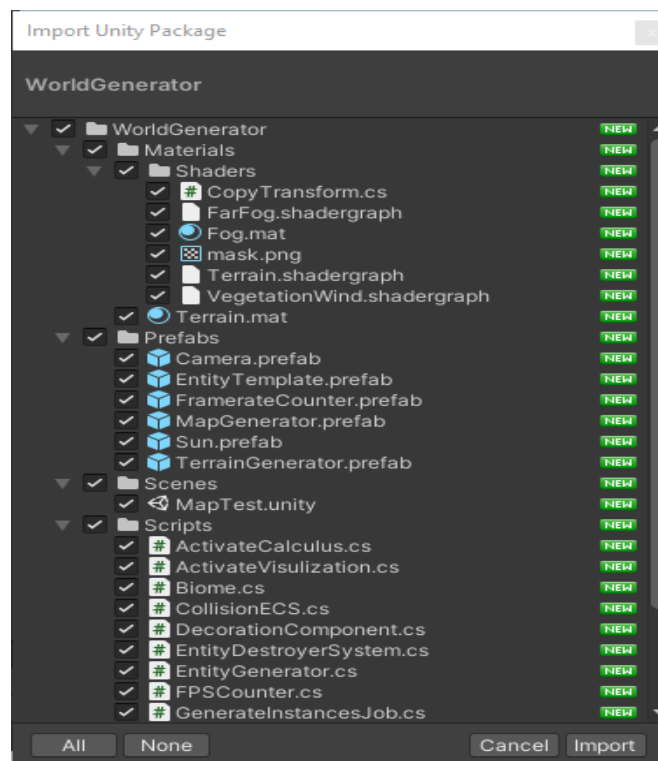 Import Unity Package
WorldGenerator
WorldGenerator NEW
Materials NEW
Shaders NEW
CopyTransform.cs NEW
FarFog.shadergraph NEW
Fog.mat NEW
mask.png NEW
Terrain.shadergraph NEW
VegetationWind.shadergraph NEW
Terrain.mat NEW
Prefabs NEW
Camera.prefab NEW
EntityTemplate.prefab NEW
FramerateCounter.prefab NEW
MapGenerator.prefab NEW
Sun.prefab NEW
TerrainGenerator.prefab NEW
Scenes NEW
MapTest.unity NEW
Scripts NEW
# ActivateCalculus.cs NEW
# ActivateVisulization.cs NEW
# Biome.cs NEW
# CollisionECS.cs NEW
# DecorationComponent.cs NEW
# EntityDestroyerSystem.cs NEW
# EntityGenerator.cs NEW
# FPSCounter.cs NEW
# GenerateInstancesJob.cs NEW
All None Cancel Import